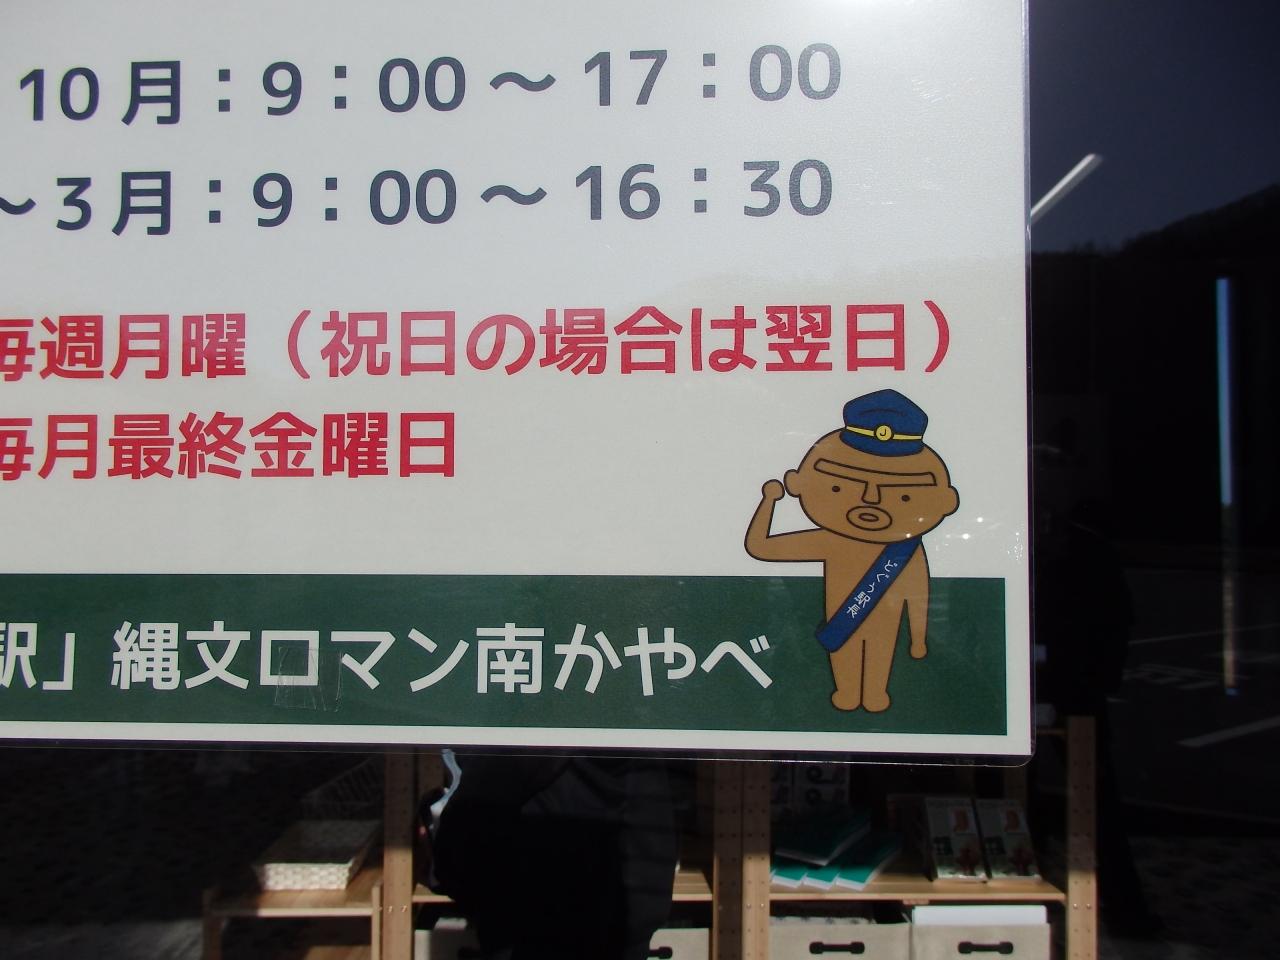 10月：9：00～17：00
～3月：9：00～16：30
毎週月曜（祝日の場合は翌日）
毎月最終金曜日
J
どぐう駅長
駅」縄文ロマン南かやべ